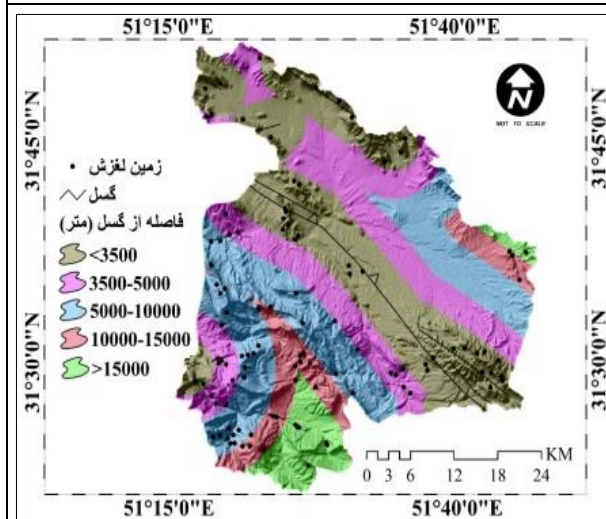 51°15'0"E 51°40'0"E
31°45'0"N
31°30'0"N
N
NOT TO SCALE
زمین لغزش
گسل
فاصله از گسل (متر)
<3500
3500-5000
5000-10000
10000-15000
>15000
31°45'0"N
31°30'0"N
KM
0 3 6 12 18 24
51°15'0"E 51°40'0"E